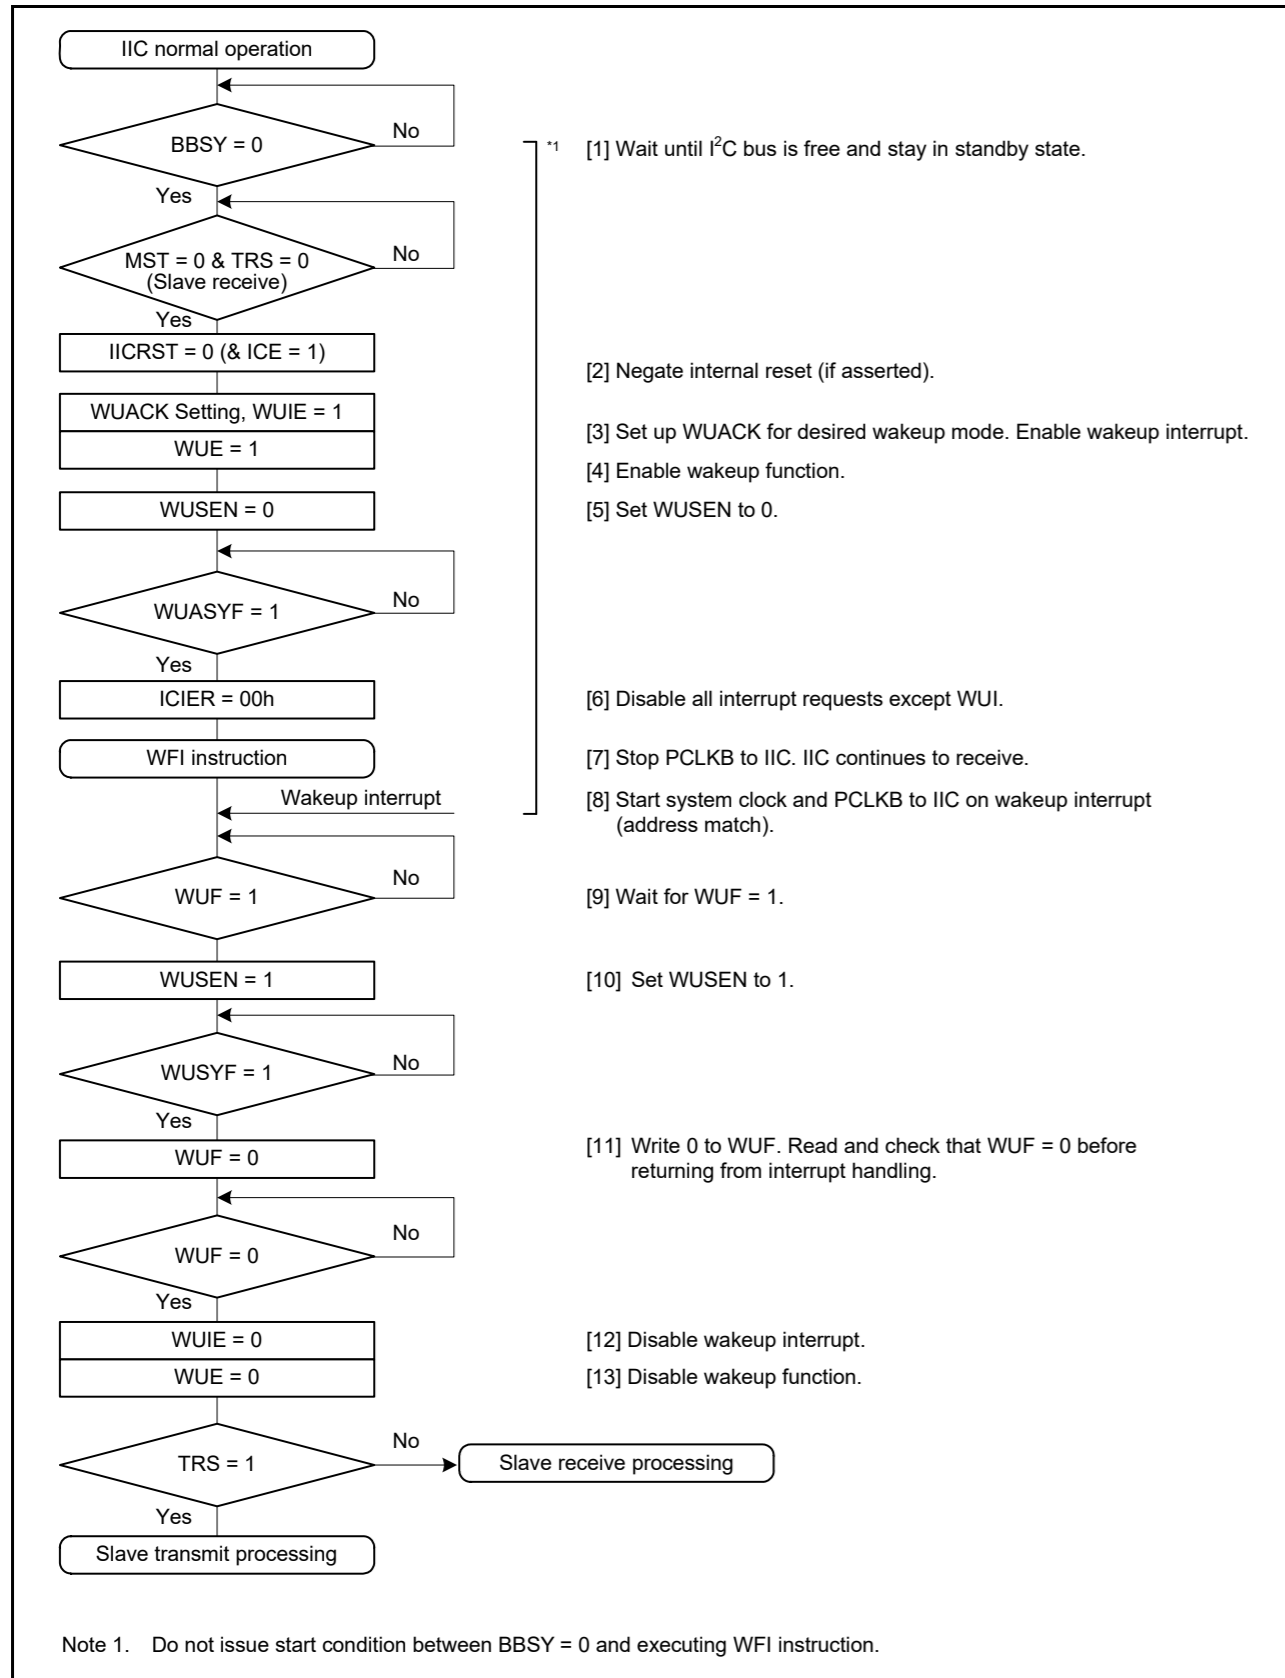 IIC normal operation
BBSY = 0
No
*1
[1] Wait until I²C bus is free and stay in standby state.
Yes
MST = 0 & TRS = 0
(Slave receive)
No
Yes
IICRST = 0 (& ICE = 1)
[2] Negate internal reset (if asserted).
WUACK Setting, WUIE = 1
[3] Set up WUACK for desired wakeup mode. Enable wakeup interrupt.
WUE = 1
[4] Enable wakeup function.
WUSEN = 0
[5] Set WUSEN to 0.
WUASYF = 1
No
Yes
ICIER = 00h
[6] Disable all interrupt requests except WUI.
WFI instruction
[7] Stop PCLKB to IIC. IIC continues to receive.
Wakeup interrupt
[8] Start system clock and PCLKB to IIC on wakeup interrupt
(address match).
WUF = 1
No
[9] Wait for WUF = 1.
WUSEN = 1
[10] Set WUSEN to 1.
WUSYF = 1
No
Yes
WUF = 0
[11] Write 0 to WUF. Read and check that WUF = 0 before
returning from interrupt handling.
WUF = 0
No
Yes
WUIE = 0
[12] Disable wakeup interrupt.
WUE = 0
[13] Disable wakeup function.
TRS = 1
No
Slave receive processing
Yes
Slave transmit processing
Note 1. Do not issue start condition between BBSY = 0 and executing WFI instruction.